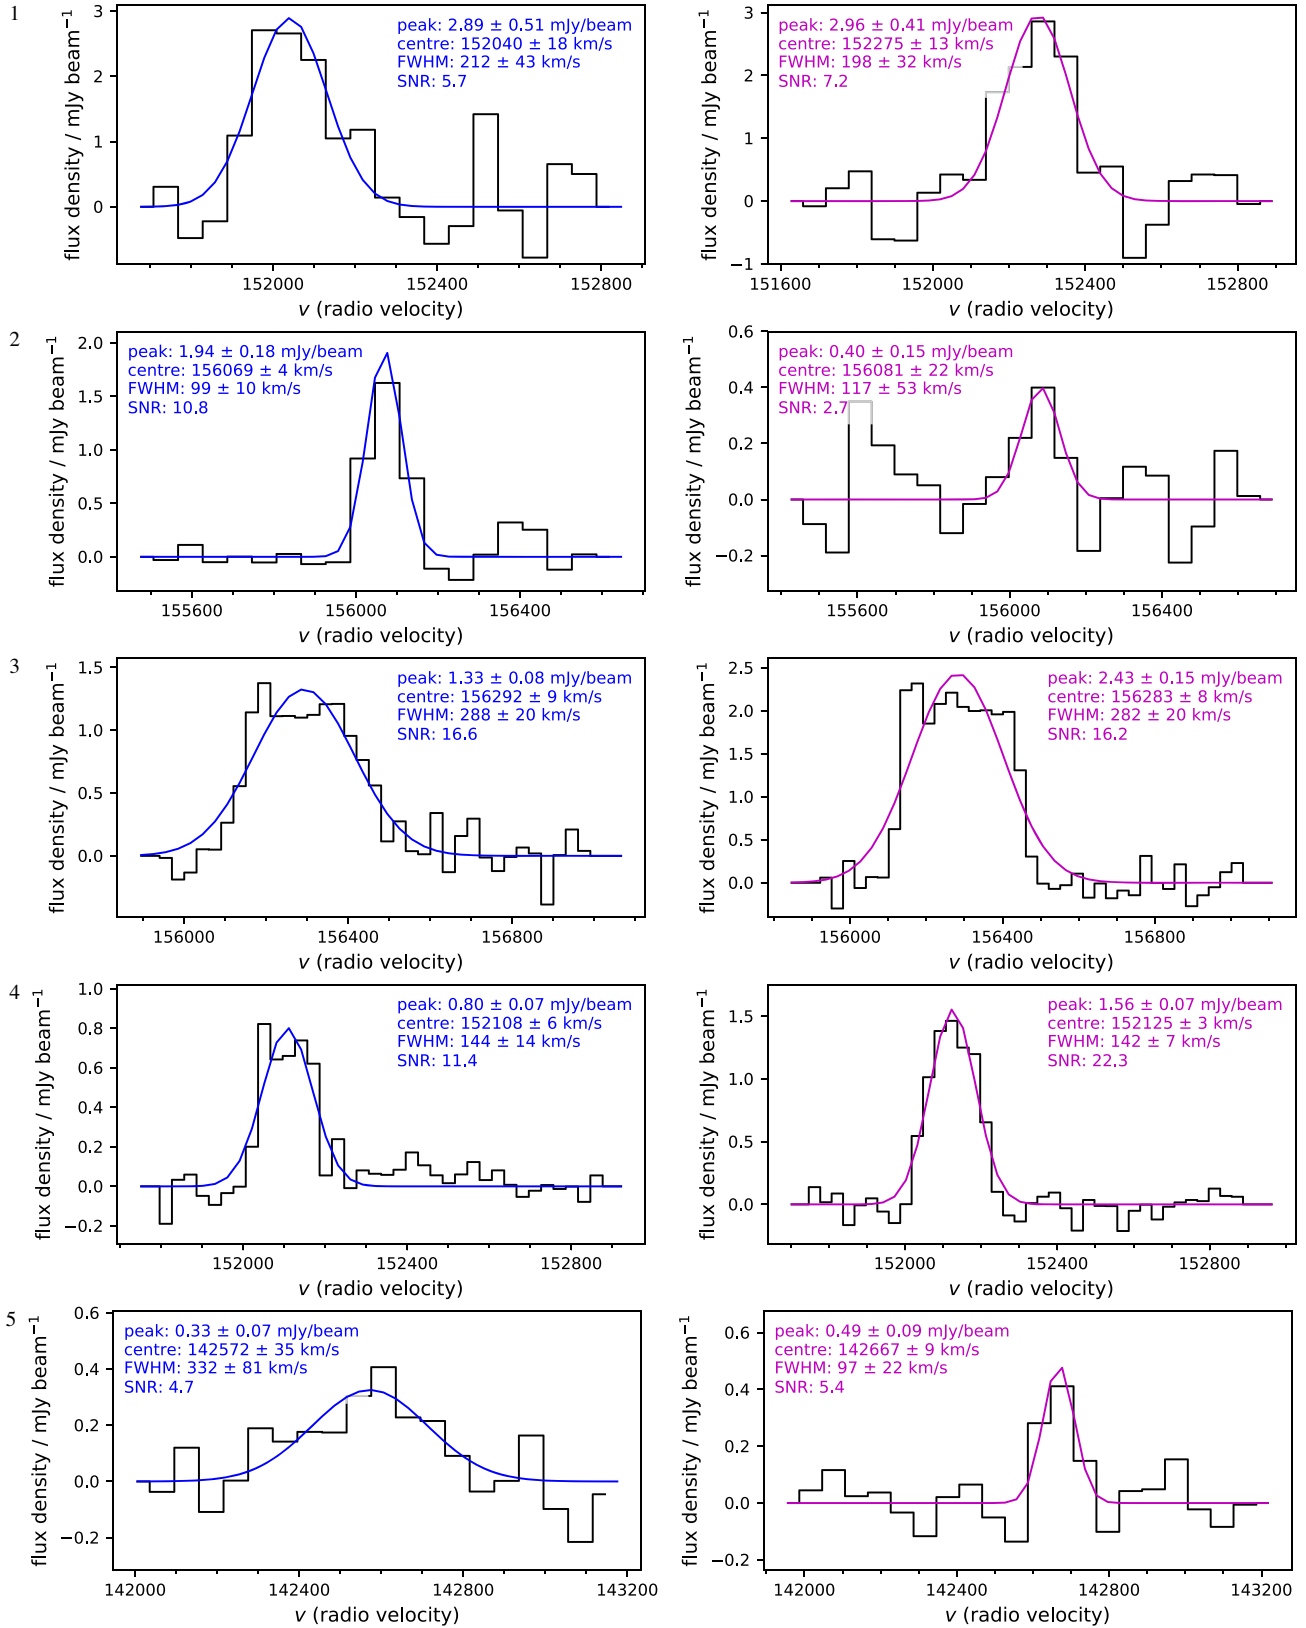 1
flux density / mJy beam⁻¹
3
2
1
0
peak: 2.89 ± 0.51 mJy/beam
centre: 152040 ± 18 km/s
FWHM: 212 ± 43 km/s
SNR: 5.7
152000 152400 152800
v (radio velocity)
flux density / mJy beam⁻¹
3
2
1
0
−1
peak: 2.96 ± 0.41 mJy/beam
centre: 152275 ± 13 km/s
FWHM: 198 ± 32 km/s
SNR: 7.2
151600 152000 152400 152800
v (radio velocity)
2
flux density / mJy beam⁻¹
2.0
1.5
1.0
0.5
0.0
peak: 1.94 ± 0.18 mJy/beam
centre: 156069 ± 4 km/s
FWHM: 99 ± 10 km/s
SNR: 10.8
155600 156000 156400
v (radio velocity)
flux density / mJy beam⁻¹
0.6
0.4
0.2
0.0
−0.2
peak: 0.40 ± 0.15 mJy/beam
centre: 156081 ± 22 km/s
FWHM: 117 ± 53 km/s
SNR: 2.7
155600 156000 156400
v (radio velocity)
3
flux density / mJy beam⁻¹
1.5
1.0
0.5
0.0
peak: 1.33 ± 0.08 mJy/beam
centre: 156292 ± 9 km/s
FWHM: 288 ± 20 km/s
SNR: 16.6
156000 156400 156800
v (radio velocity)
flux density / mJy beam⁻¹
2.5
2.0
1.5
1.0
0.5
0.0
peak: 2.43 ± 0.15 mJy/beam
centre: 156283 ± 8 km/s
FWHM: 282 ± 20 km/s
SNR: 16.2
156000 156400 156800
v (radio velocity)
4
flux density / mJy beam⁻¹
1.0
0.8
0.6
0.4
0.2
0.0
−0.2
peak: 0.80 ± 0.07 mJy/beam
centre: 152108 ± 6 km/s
FWHM: 144 ± 14 km/s
SNR: 11.4
152000 152400 152800
v (radio velocity)
flux density / mJy beam⁻¹
1.5
1.0
0.5
0.0
peak: 1.56 ± 0.07 mJy/beam
centre: 152125 ± 3 km/s
FWHM: 142 ± 7 km/s
SNR: 22.3
152000 152400 152800
v (radio velocity)
5
flux density / mJy beam⁻¹
0.6
0.4
0.2
0.0
−0.2
peak: 0.33 ± 0.07 mJy/beam
centre: 142572 ± 35 km/s
FWHM: 332 ± 81 km/s
SNR: 4.7
142000 142400 142800 143200
v (radio velocity)
flux density / mJy beam⁻¹
0.6
0.4
0.2
0.0
−0.2
peak: 0.49 ± 0.09 mJy/beam
centre: 142667 ± 9 km/s
FWHM: 97 ± 22 km/s
SNR: 5.4
142000 142400 142800 143200
v (radio velocity)